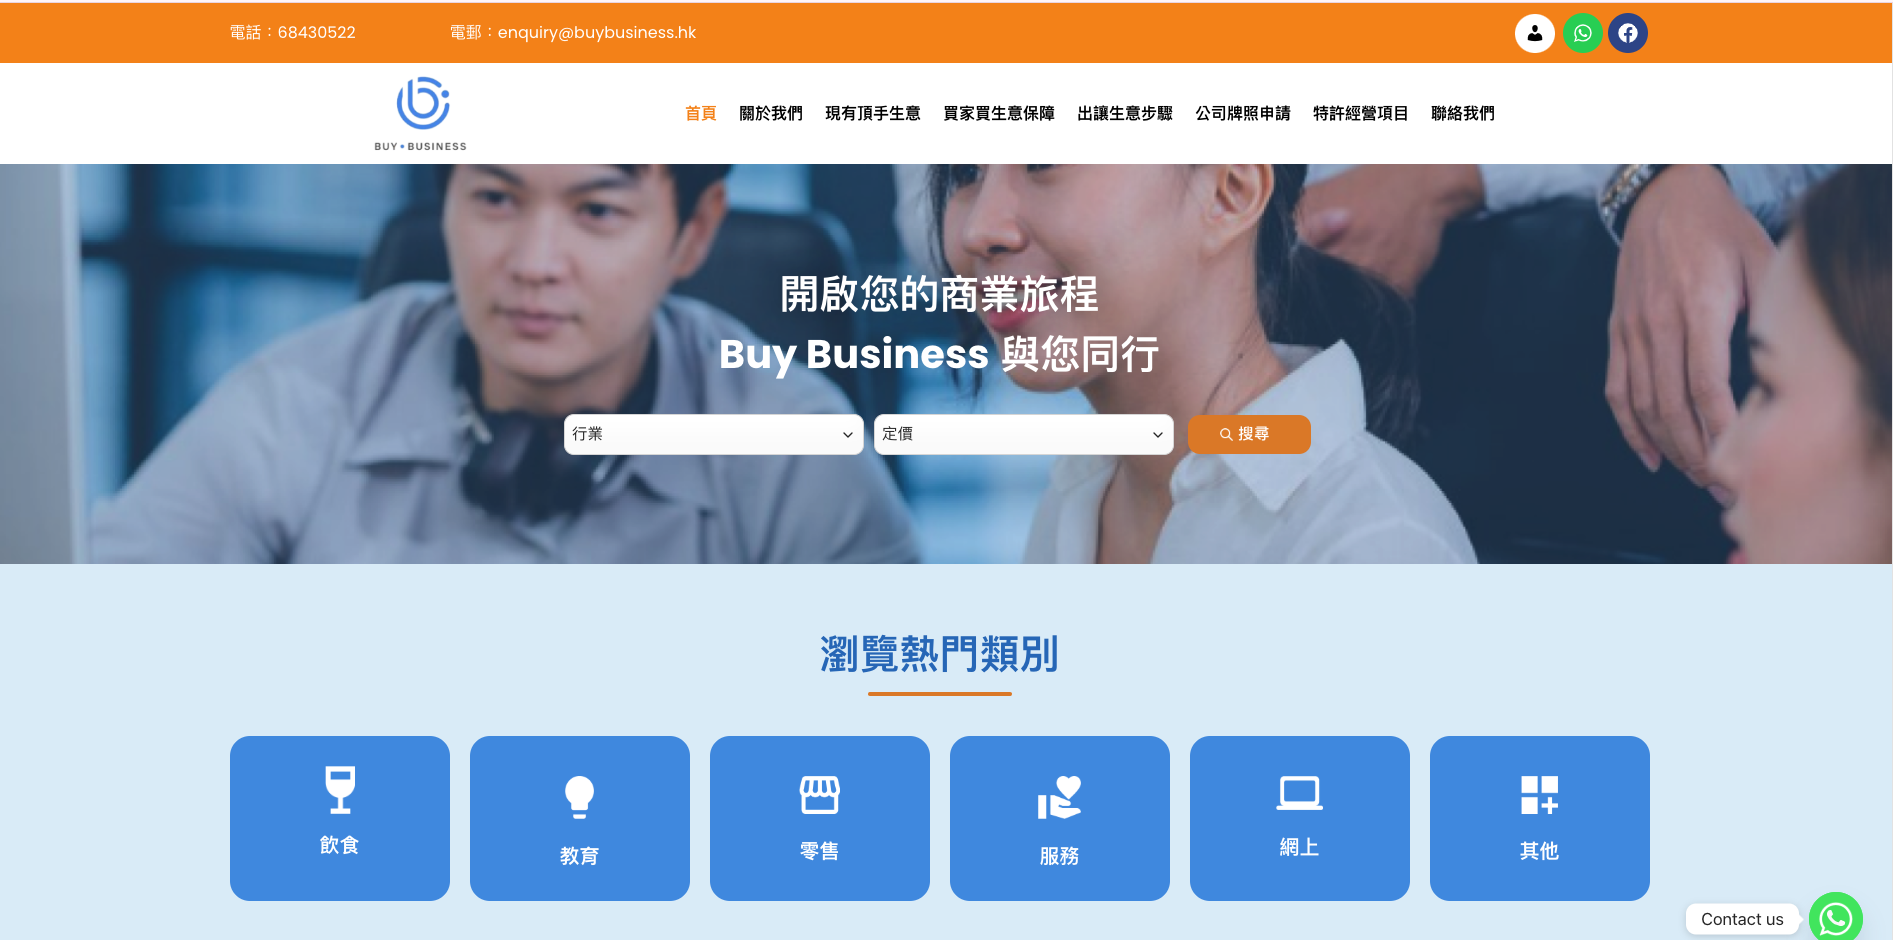 電話：68430522
電郵：enquiry@buybusiness.hk
BUY•BUSINESS
首頁 關於我們 現有頂手生意 買家買生意保障 出讓生意步驟 公司牌照申請 特許經營項目 聯絡我們
開啟您的商業旅程
Buy Business 與您同行
行業
定價
搜尋
瀏覽熱門類別
飲食
教育
零售
服務
網上
其他
Contact us